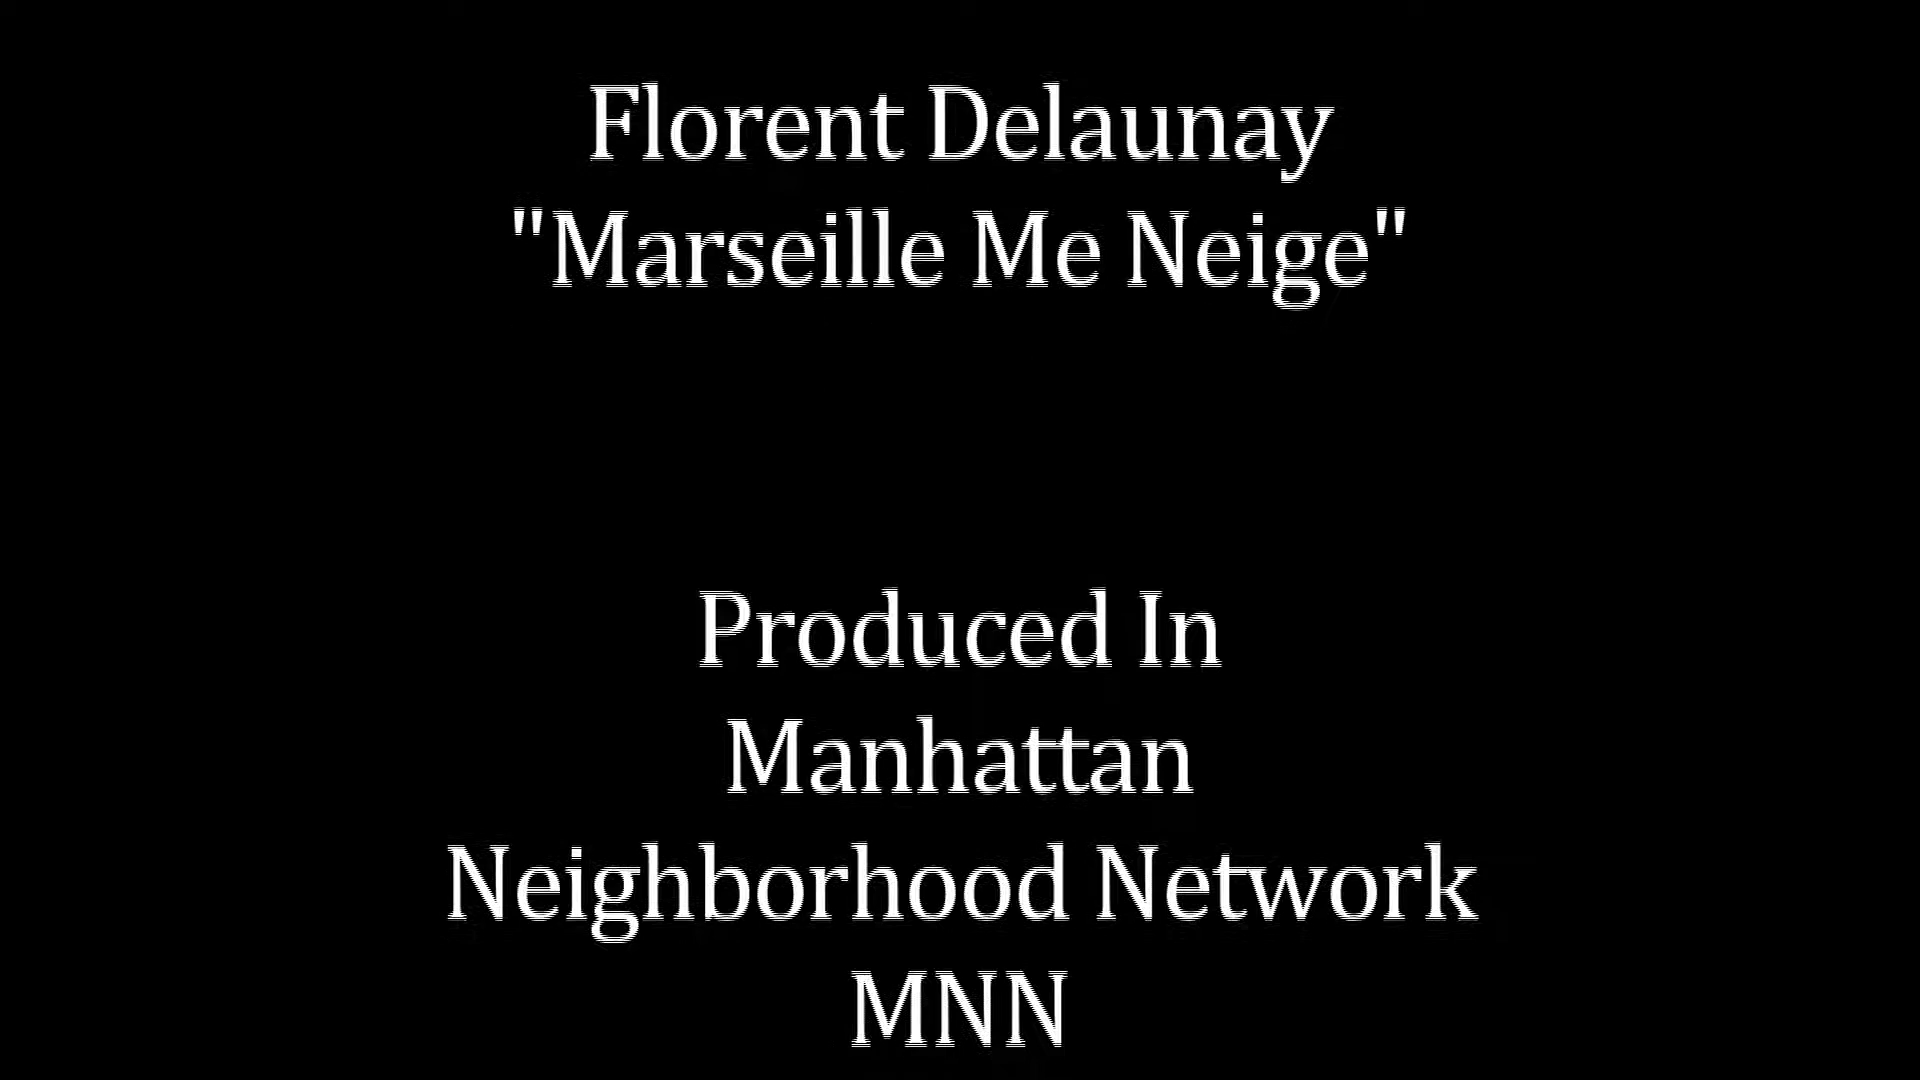 Florent Delaunay
"Marseille Me Neige"
Produced In
Manhattan
Neighborhood Network
MNN